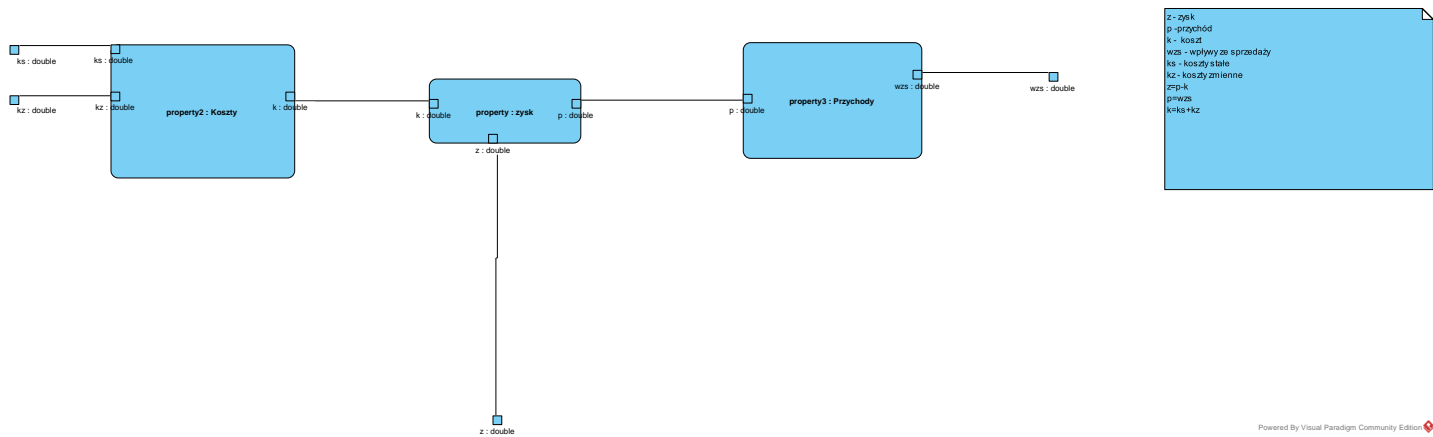 ks : double
ks : double
kz : double
kz : double
property2 : Koszty
k : double
k : double
property : zysk
p : double
z : double
z : double
p : double
property3 : Przychody
wzs : double
wzs : double
z - zysk
p -przychód
k - koszt
wzs - wpływy ze sprzedaży
ks - koszty stałe
kz - koszty zmienne
z=p-k
p=wzs
k=ks+kz
Powered By Visual Paradigm Community Edition